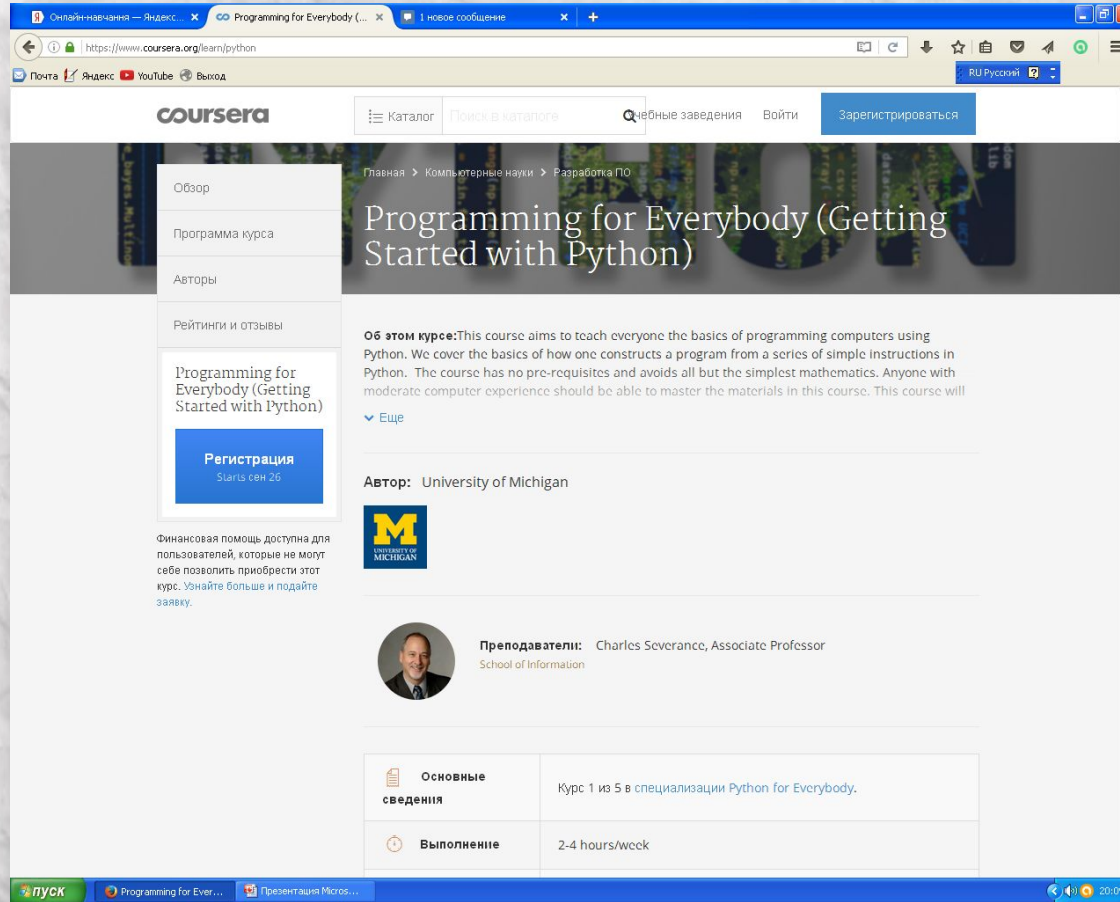 Онлайн-навчання — Яндекс...
Programming for Everybody (...
1 новое сообщение
https://www.coursera.org/learn/python
Почта Яндекс YouTube Выход
RU Русский
coursera
Каталог
Поиск в каталоге
чебные заведения
Войти
Зарегистрироваться
Главная > Компьютерные науки > Разработка ПО
Programming for Everybody (Getting
Started with Python)
Обзор
Программа курса
Авторы
Рейтинги и отзывы
Programming for
Everybody (Getting
Started with Python)
Регистрация
Starts сен 26
Финансовая помощь доступна для
пользователей, которые не могут
себе позволить приобрести этот
курс. Узнайте больше и подайте
заявку.
Об этом курсе:This course aims to teach everyone the basics of programming computers using
Python. We cover the basics of how one constructs a program from a series of simple instructions in
Python. The course has no pre-requisites and avoids all but the simplest mathematics. Anyone with
moderate computer experience should be able to master the materials in this course. This course will
Еще
Автор: University of Michigan
M
UNIVERSITY OF
MICHIGAN
Преподаватели: Charles Severance, Associate Professor
School of Information
Основные
сведения
Курс 1 из 5 в специализации Python for Everybody.
Выполнение
2-4 hours/week
пуск
Programming for Ever...
Презентация Micros...